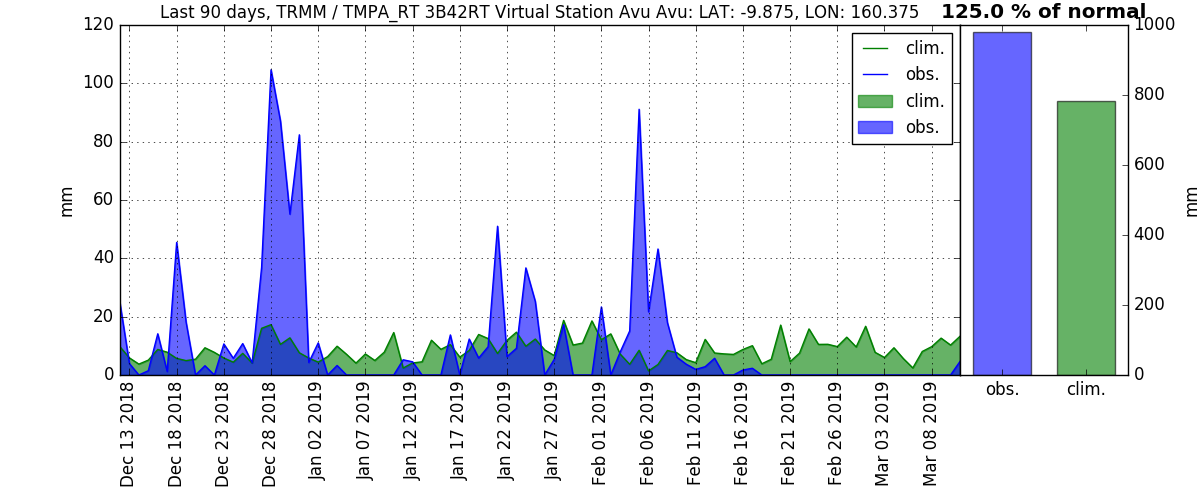 Last 90 days, TRMM / TMPA_RT 3B42RT Virtual Station Avu Avu: LAT: -9.875, LON: 160.375
125.0 % of normal
120
100
80
60
40
20
0
mm
clim.
obs.
clim.
obs.
Dec 13 2018
Dec 18 2018
Dec 23 2018
Dec 28 2018
Jan 02 2019
Jan 07 2019
Jan 12 2019
Jan 17 2019
Jan 22 2019
Jan 27 2019
Feb 01 2019
Feb 06 2019
Feb 11 2019
Feb 16 2019
Feb 21 2019
Feb 26 2019
Mar 03 2019
Mar 08 2019
1000
800
600
400
200
0
mm
obs.
clim.